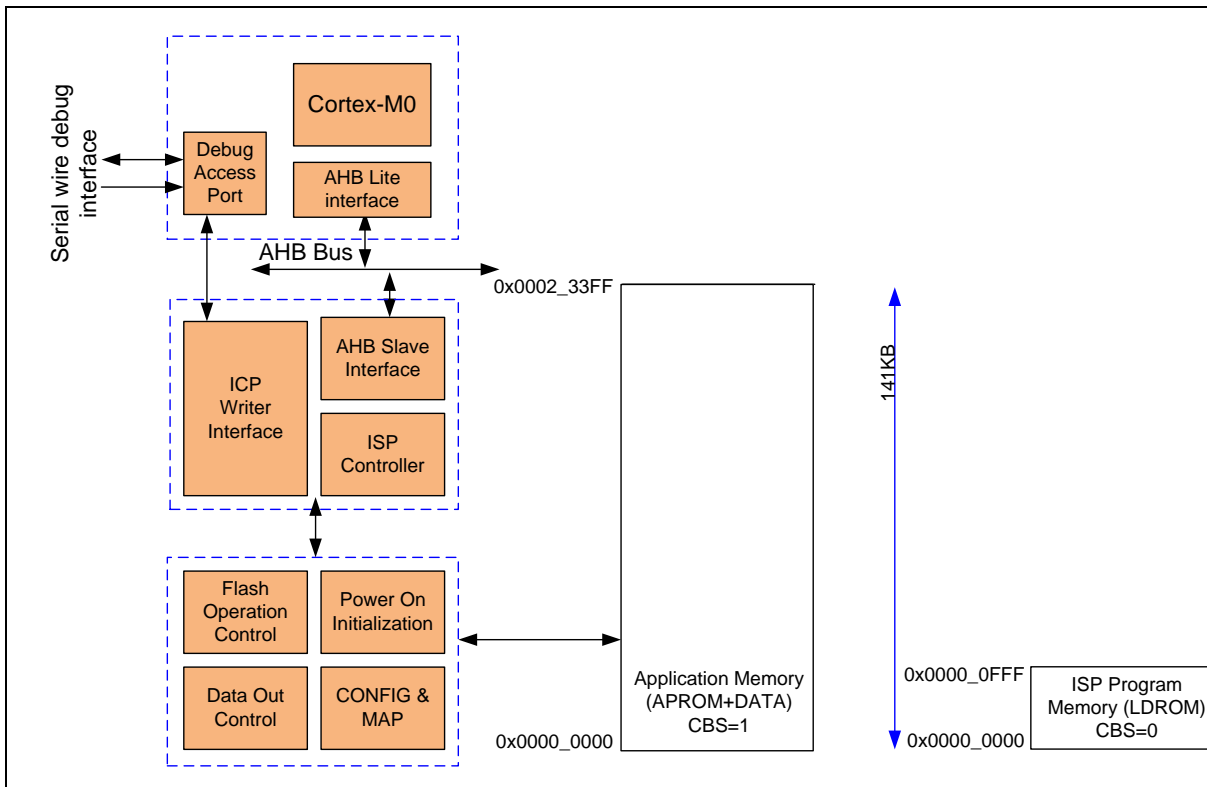 Serial wire debug
interface
Cortex-M0
Debug
Access
Port
AHB Lite
interface
AHB Bus
ICP
Writer
Interface
AHB Slave
Interface
ISP
Controller
Flash
Operation
Control
Power On
Initialization
Data Out
Control
CONFIG &
MAP
0x0002_33FF
Application Memory
(APROM+DATA)
CBS=1
0x0000_0000
141KB
0x0000_0FFF
ISP Program
Memory (LDROM)
CBS=0
0x0000_0000